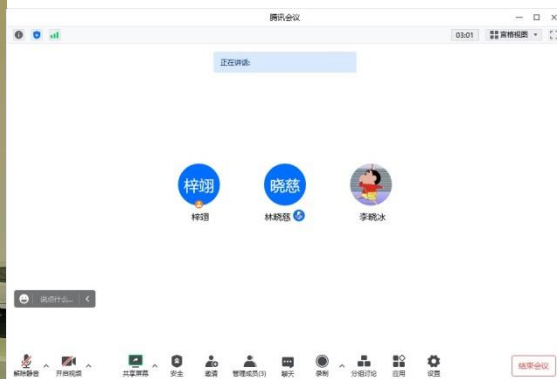 腾讯会议
03:01 宫格视图
正在讲话:
梓翊 晓慈
梓翊 林晓慈 李晓冰
说点什么...
解除静音 开启视频 共享屏幕 安全 邀请 管理成员(3) 聊天 录制 分组讨论 应用 设置 结束会议